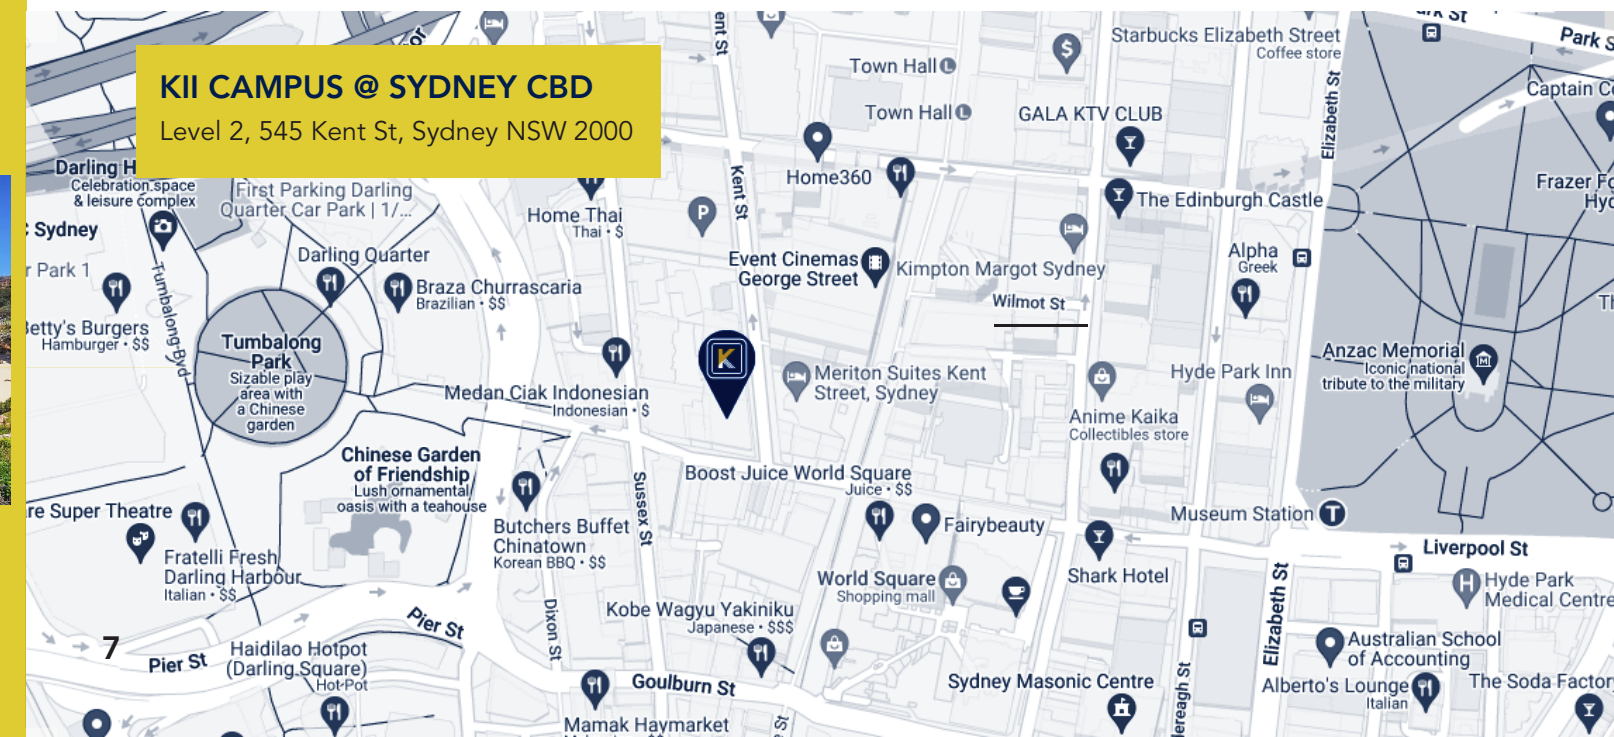 KII CAMPUS @ SYDNEY CBD
Level 2, 545 Kent St, Sydney NSW 2000
Kent St
Park St
Starbucks Elizabeth Street
Coffee store
Town Hall
Town Hall
GALA KTV CLUB
Elizabeth St
Captain
Darling
Celebration space
& leisure complex
First Parking Darling
Quarter Car Park | 1/...
Home Thai
Thai • $
Home360
The Edinburgh Castle
Frazer
Sydney
r Park 1
Darling Quarter
Tumbalong Bvd
Braza Churrascaria
Brazilian • $$
Event Cinemas
George Street
Kimpton Margot Sydney
Wilmot St
Alpha
Greek
Betty's Burgers
Hamburger • $$
Tumbalong
Park
Sizable play
area with
a Chinese
garden
K
Medan Ciak Indonesian
Indonesian • $
Meriton Suites Kent
Street, Sydney
Anime Kaika
Collectibles store
Hyde Park Inn
Anzac Memorial
Iconic national
tribute to the military
Chinese Garden
of Friendship
Lush ornamental
oasis with a teahouse
Sussex St
Boost Juice World Square
Juice • $$
Fairybeauty
Museum Station
T
Liverpool St
re Super Theatre
Fratelli Fresh
Darling Harbour
Italian • $$
Butchers Buffet
Chinatown
Korean BBQ • $$
World Square
Shopping mall
Shark Hotel
Hyde Park
Medical Centre
Dixon St
Kobe Wagyu Yakiniku
Japanese • $$$
Pier St
7
Pier St
Haidilao Hotpot
(Darling Square)
Hot Pot
Goulburn St
Mamak Haymarket
Sydney Masonic Centre
Elizabeth St
Australian School
of Accounting
Alberto's Lounge
Italian
The Soda Factory
ereagh St